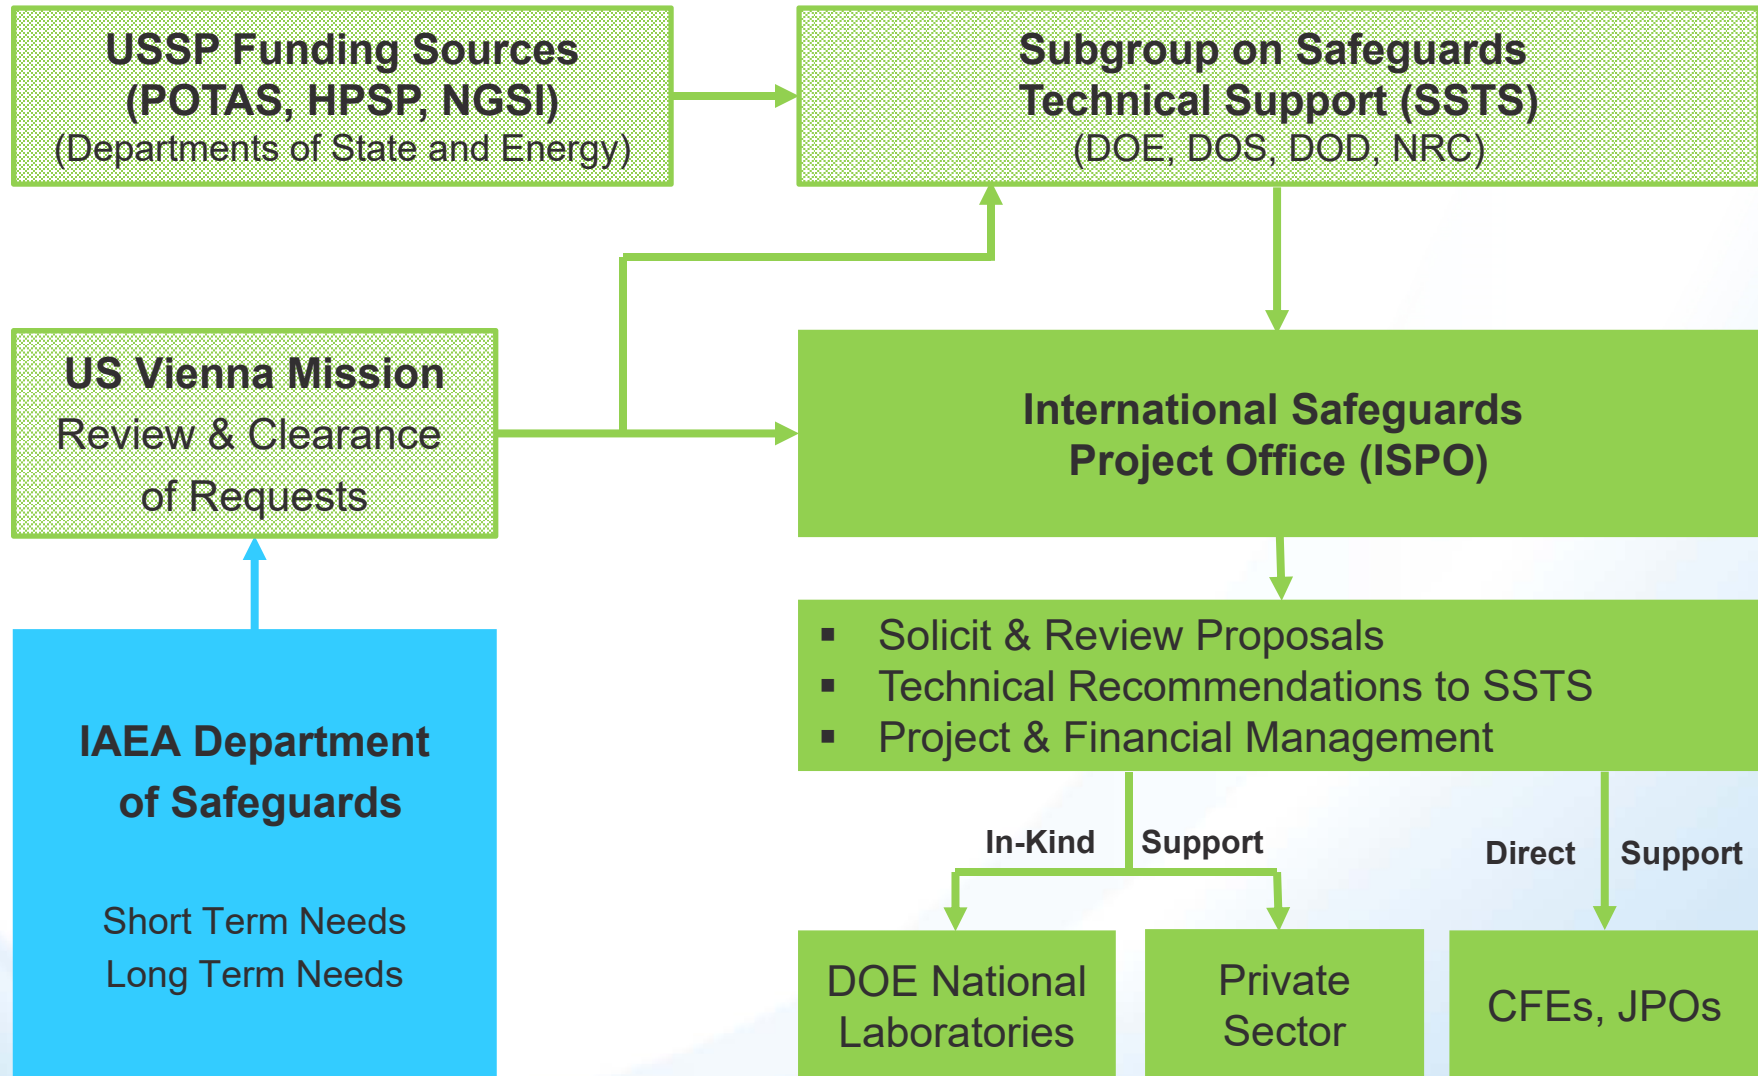 USSP Funding Sources
(POTAS, HPSP, NGSI)
(Departments of State and Energy)
Subgroup on Safeguards
Technical Support (SSTS)
(DOE, DOS, DOD, NRC)
US Vienna Mission
Review & Clearance
of Requests
International Safeguards
Project Office (ISPO)
▪ Solicit & Review Proposals
▪ Technical Recommendations to SSTS
▪ Project & Financial Management
IAEA Department
of Safeguards
Short Term Needs
Long Term Needs
In-Kind Support
Direct Support
DOE National
Laboratories
Private
Sector
CFEs, JPOs